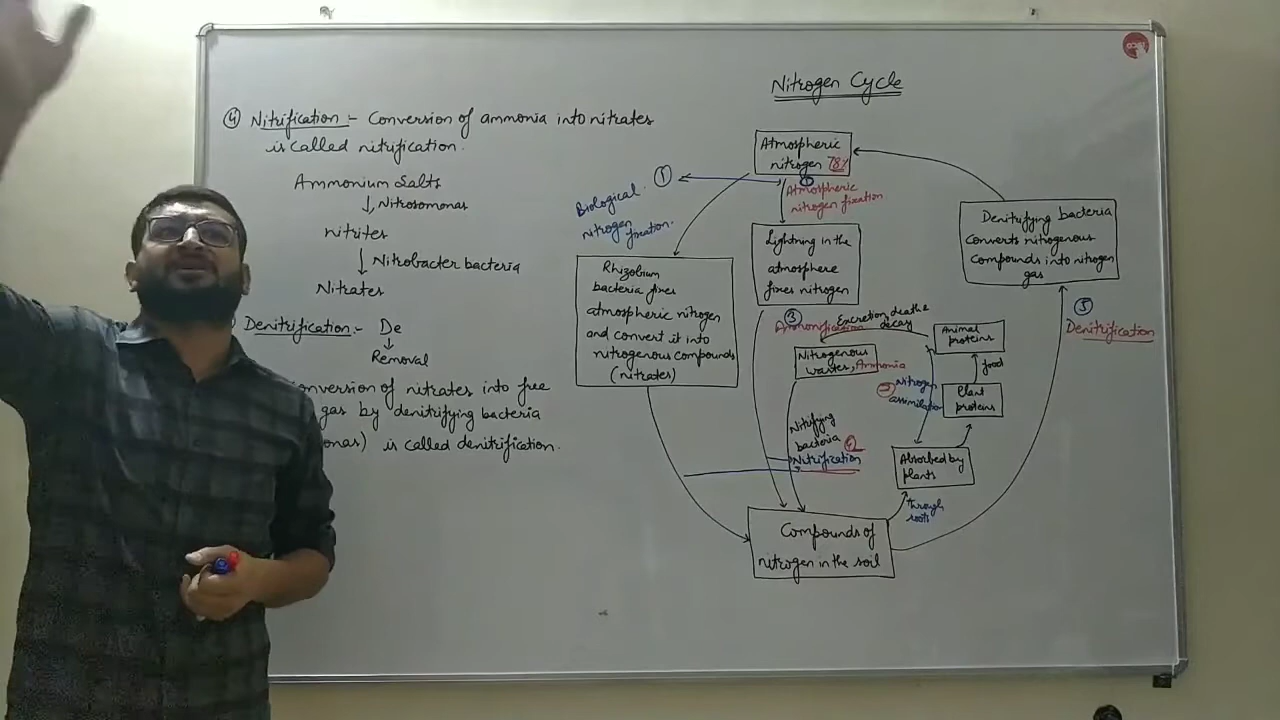 ④ Nitrification :- Conversion of ammonia into nitrates
is called nitrification.
Ammonium Salts
↓, Nitrosomonas
nitrites
↓ Nitrobacter bacteria
Nitrates
Denitrification :- De
↓
Removal
onversion of nitrates into free
gas by denitrifying bacteria
onas) is called denitrification.
Nitrogen Cycle
Atmospheric
nitrogen 78%
①
Biological
nitrogen
fixation.
Atmospheric
nitrogen fixation
Rhizobium
bacteria fixes
atmospheric nitrogen
and convert it into
nitrogenous compounds
(nitrates)
Lightning in the
atmosphere
fixes nitrogen
Denitrifying bacteria
Converts nitrogenous
Compounds into nitrogen
gas
⑤
Denitrification
③
Ammonification
Excretion, death &
decay
Nitrogenous
wastes, Ammonia
Animal
proteins
food
Plant
proteins
② Nitrogen
assimilation
Absorbed by
plants
through
roots
Nitrifying
bacteria ④
Nitrification
Compounds of
nitrogen in the soil